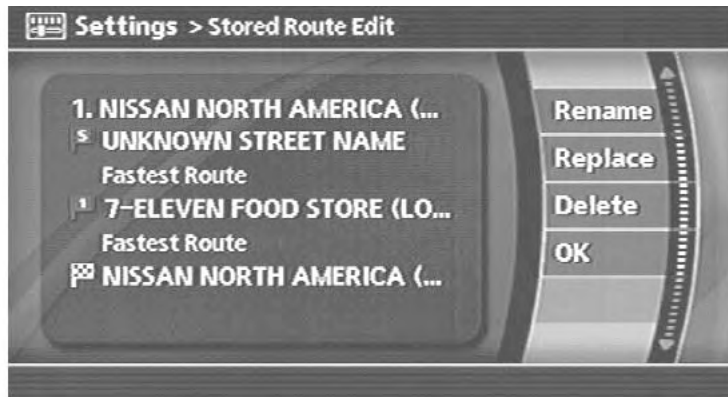 Settings > Stored Route Edit
1. NISSAN NORTH AMERICA (...
S UNKNOWN STREET NAME
Fastest Route
1 7-ELEVEN FOOD STORE (LO...
Fastest Route
NISSAN NORTH AMERICA (...
Rename
Replace
Delete
OK